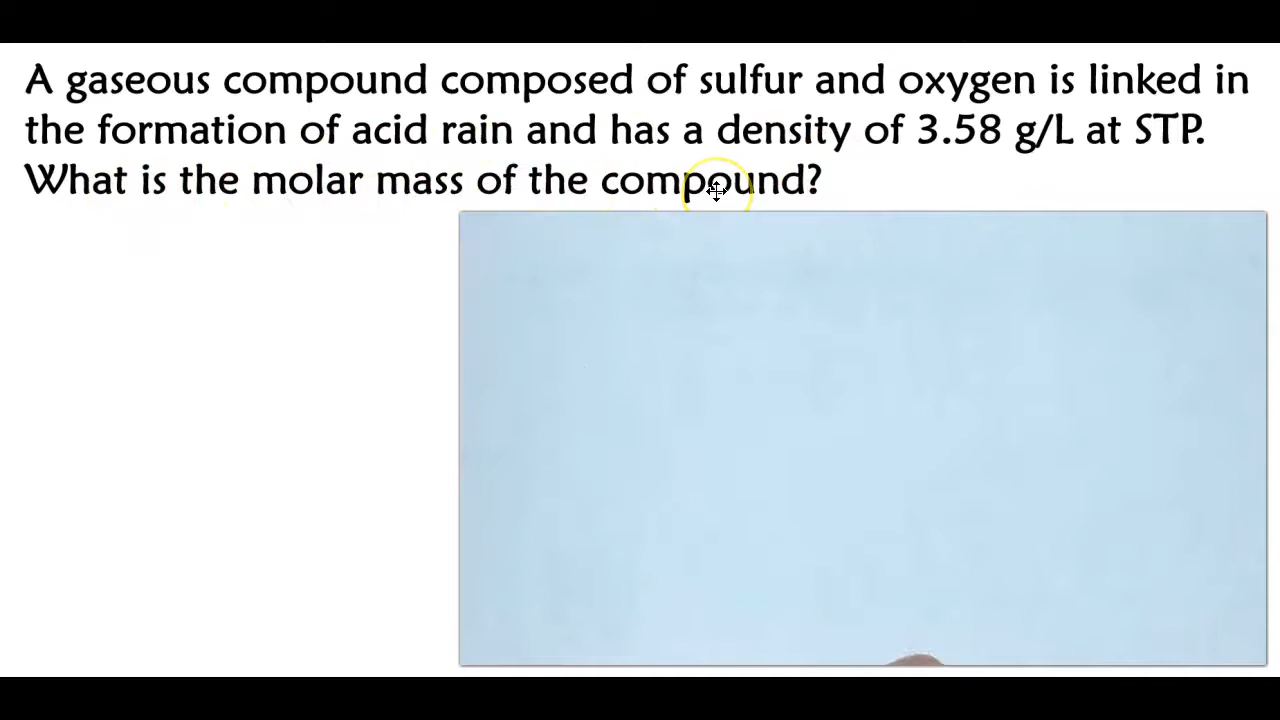 A gaseous compound composed of sulfur and oxygen is linked in
the formation of acid rain and has a density of 3.58 g/L at STP.
What is the molar mass of the compound?